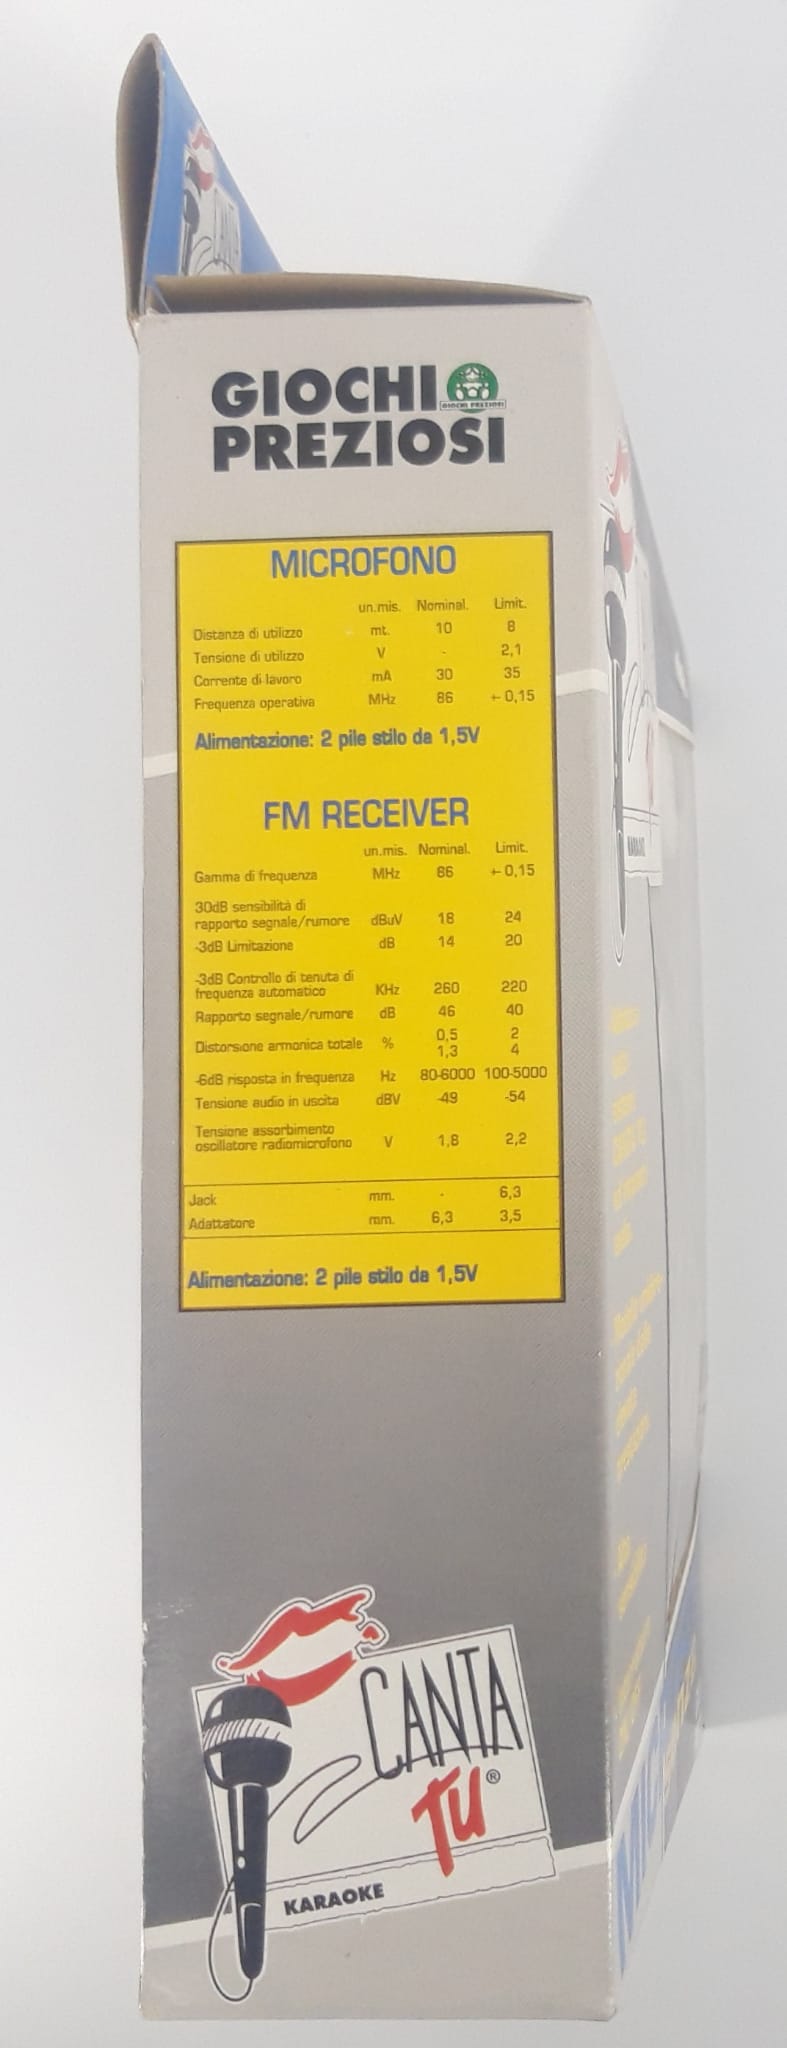 GIOCHI
GIOCHI PREZIOSI
PREZIOSI
MICROFONO
un.mis. Nominal. Limit.
Distanza di utilizzo mt. 10 8
Tensione di utilizzo V - 2,1
Corrente di lavoro mA 30 35
Frequenza operativa MHz 86 +- 0,15
Alimentazione: 2 pile stilo da 1,5V
FM RECEIVER
un.mis. Nominal. Limit.
Gamma di frequenza MHz 86 +- 0,15
30dB sensibilità di
rapporto segnale/rumore dBuV 18 24
-3dB Limitazione dB 14 20
-3dB Controllo di tenuta di
frequenza automatico KHz 260 220
Rapporto segnale/rumore dB 46 40
Distorsione armonica totale % 0,5 2
1,3 4
-6dB risposta in frequenza Hz 80-6000 100-5000
Tensione audio in uscita dBV -49 -54
Tensione assorbimento
oscillatore radiomicrofono V 1,8 2,2
Jack mm. - 6,3
Adattatore mm. 6,3 3,5
Alimentazione: 2 pile stilo da 1,5V
CANTA
TU®
KARAOKE
KARAOKE